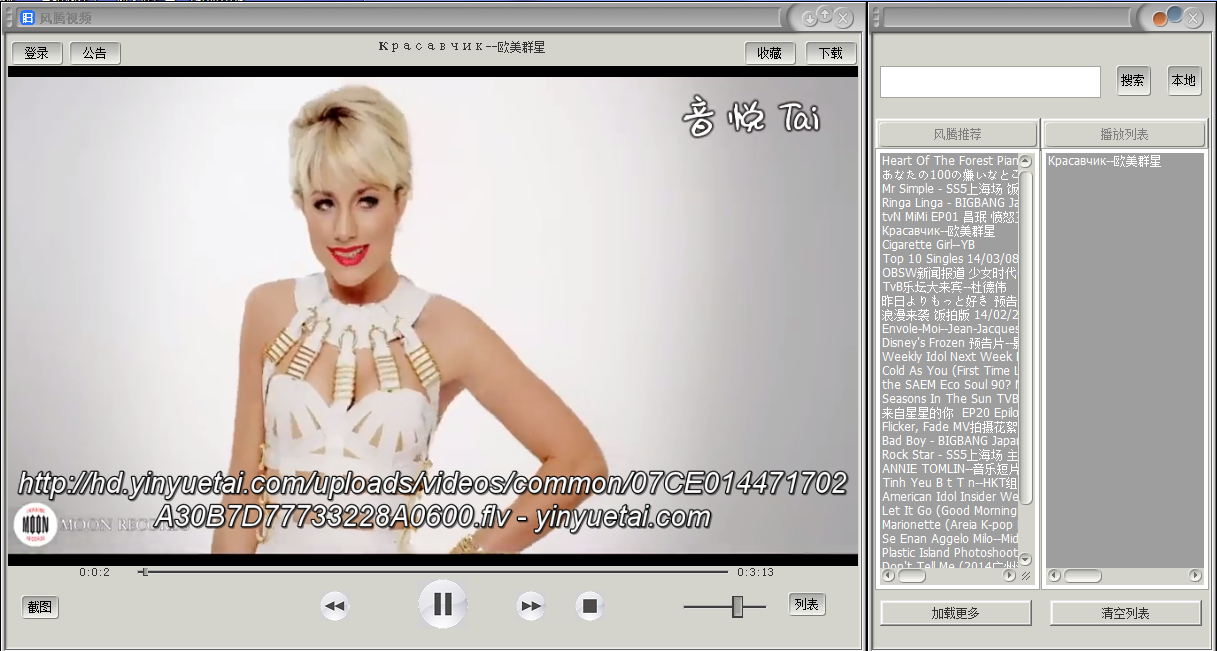 风腾视频
登录
公告
Красавчик--欧美群星
收藏
下载
音悦 Tai
http://hd.yinyuetai.com/uploads/videos/common/07CE014471702
A30B7D77733228A0600.flv - yinyuetai.com
MOON
MOON RECORDS
0:0:2
0:3:13
截图
列表
搜索
本地
风腾推荐
播放列表
Heart Of The Forest Pian
あなたの100の嫌いなとこ
Mr Simple - SS5上海场 饭
Ringa Linga - BIGBANG Ja
tvN MiMi EP01 昌珉 愤怒
Красавчик--欧美群星
Cigarette Girl--YB
Top 10 Singles 14/03/08
OBSW新闻报道 少女时代
TvB乐坛大来宾--杜德伟
昨日よりもっと好き 预告
浪漫来袭 饭拍版 14/02/2
Envole-Moi--Jean-Jacques
Disney's Frozen 预告片--
Weekly Idol Next Week
Cold As You (First Time L
the SAEM Eco Soul 90?
Seasons In The Sun TVB
来自星星的你 EP20 Epilo
Flicker, Fade MV拍摄花絮
Bad Boy - BIGBANG Japa
Rock Star - SS5上海场 主
ANNIE TOMLIN--音乐短片
Tinh Yeu B t T n--HKT组
American Idol Insider We
Let It Go (Good Morning
Marionette (Areia K-pop
Se Enan Aggelo Milo--Mid
Plastic Island Photoshoot
Don't Tell Me (2014广州
Красавчик--欧美群星
加载更多
清空列表